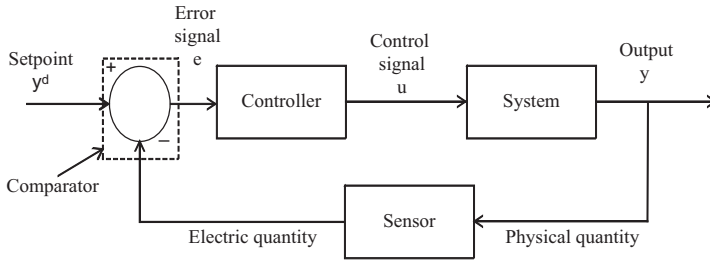 Error
signal
e
Control
signal
u
Output
y
Setpoint
yᵈ
+
−
Controller
System
Comparator
Sensor
Electric quantity
Physical quantity